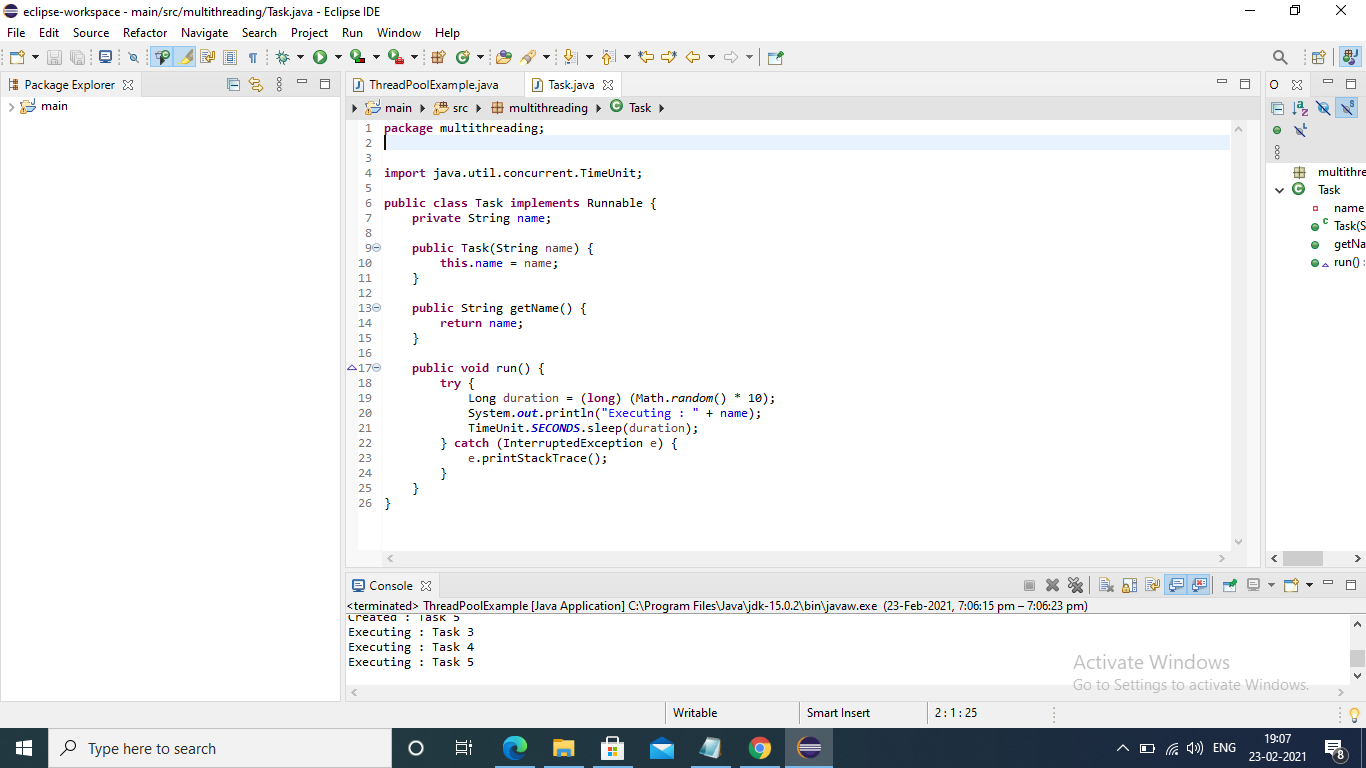 eclipse-workspace - main/src/multithreading/Task.java - Eclipse IDE
File Edit Source Refactor Navigate Search Project Run Window Help
Package Explorer
main
ThreadPoolExample.java Task.java
main src multithreading Task
1 package multithreading;
2
3
4 import java.util.concurrent.TimeUnit;
5
6 public class Task implements Runnable {
7 private String name;
8
9 public Task(String name) {
10 this.name = name;
11 }
12
13 public String getName() {
14 return name;
15 }
16
17 public void run() {
18 try {
19 Long duration = (long) (Math.random() * 10);
20 System.out.println("Executing : " + name);
21 TimeUnit.SECONDS.sleep(duration);
22 } catch (InterruptedException e) {
23 e.printStackTrace();
24 }
25 }
26 }
O
multithre
Task
name
Task(S
getNa
run() :
Console
<terminated> ThreadPoolExample [Java Application] C:\Program Files\Java\jdk-15.0.2\bin\javaw.exe (23-Feb-2021, 7:06:15 pm – 7:06:23 pm)
Created : Task 5
Executing : Task 3
Executing : Task 4
Executing : Task 5
Activate Windows
Go to Settings to activate Windows.
Writable Smart Insert 2 : 1 : 25
Type here to search
ENG
19:07
23-02-2021
8